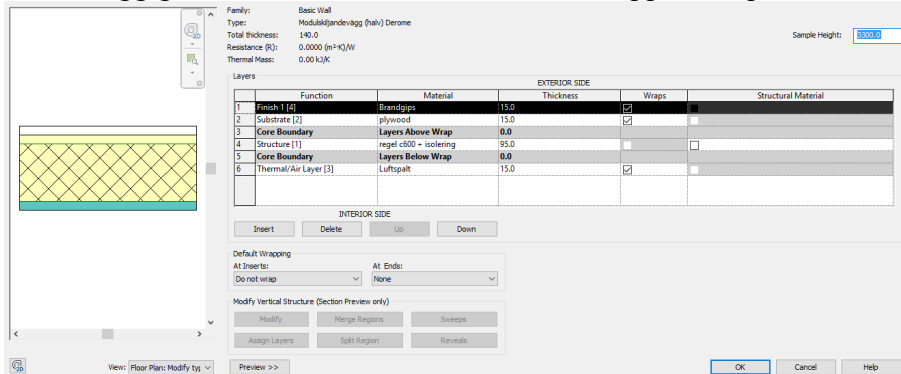 Family: Basic Wall
Type: Modulskiljandevägg (halv) Derome
Total thickness: 140.0
Sample Height: 3300.0
Resistance (R): 0.0000 (m²·K)/W
Thermal Mass: 0.00 kJ/K
Layers
EXTERIOR SIDE
Function Material Thickness Wraps Structural Material
1 Finish 1 [4] Brandgips 15.0
2 Substrate [2] plywood 15.0
3 Core Boundary Layers Above Wrap 0.0
4 Structure [1] regel c600 + isolering 95.0
5 Core Boundary Layers Below Wrap 0.0
6 Thermal/Air Layer [3] Luftspalt 15.0
INTERIOR SIDE
Insert Delete Up Down
Default Wrapping
At Inserts: At Ends:
Do not wrap None
Modify Vertical Structure (Section Preview only)
Modify Merge Regions Sweeps
Assign Layers Split Region Reveals
View: Floor Plan: Modify typ Preview >> OK Cancel Help